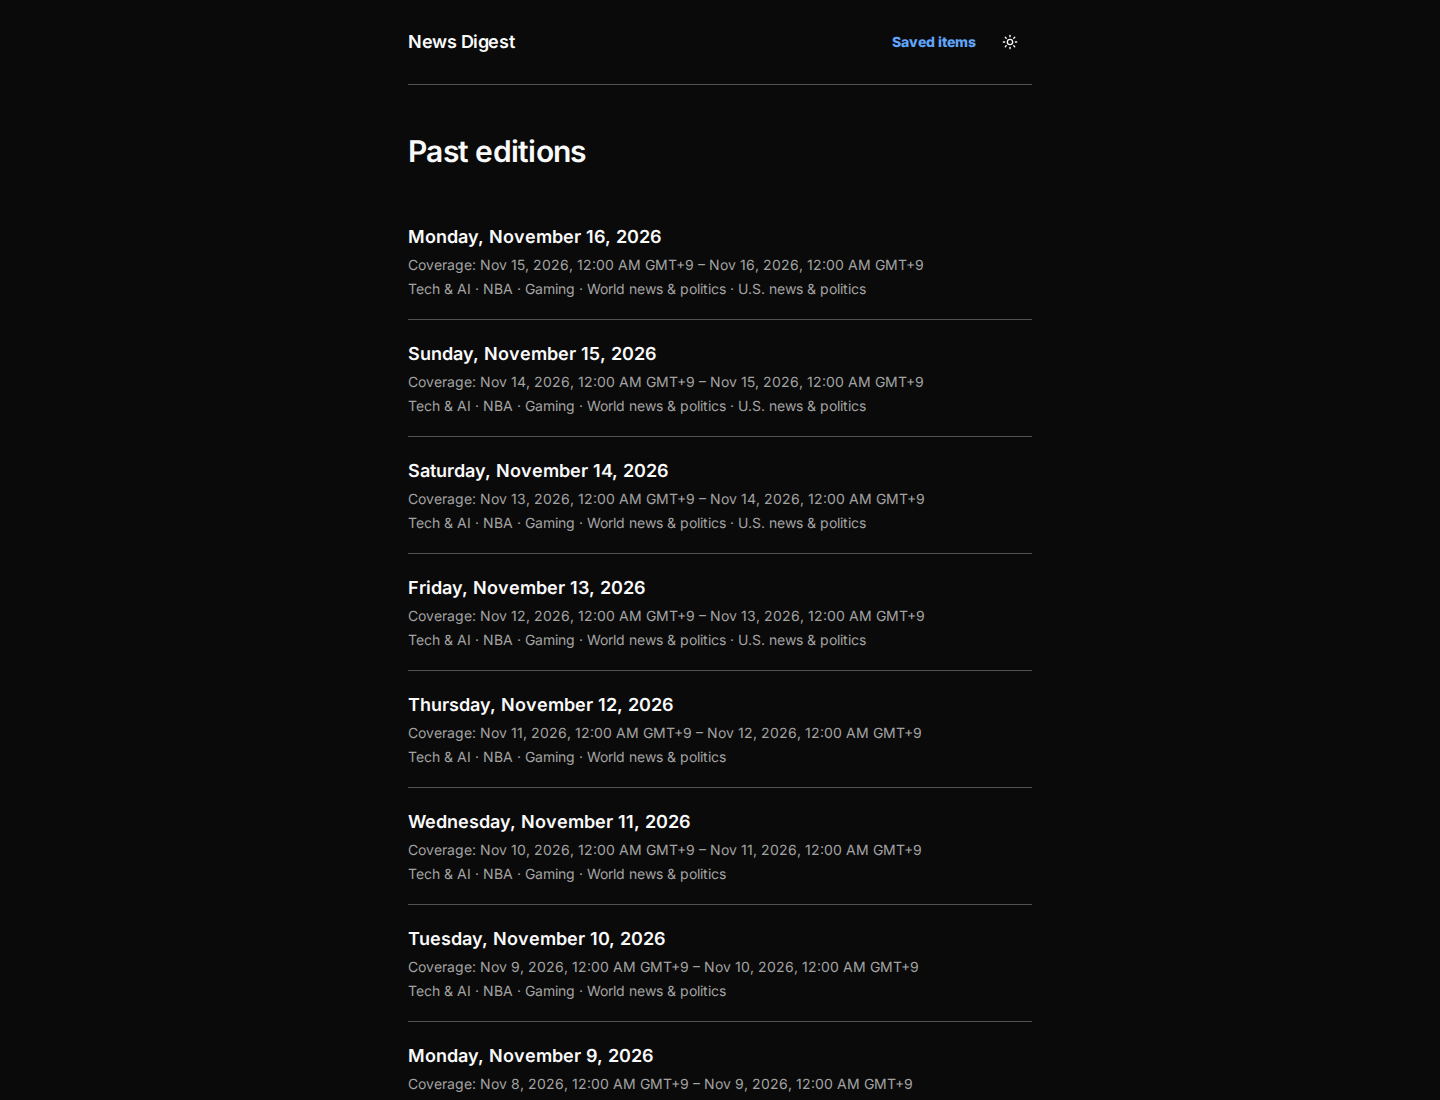 News Digest
Saved items
Past editions
Monday, November 16, 2026
Coverage: Nov 15, 2026, 12:00 AM GMT+9 – Nov 16, 2026, 12:00 AM GMT+9
Tech & AI · NBA · Gaming · World news & politics · U.S. news & politics
Sunday, November 15, 2026
Coverage: Nov 14, 2026, 12:00 AM GMT+9 – Nov 15, 2026, 12:00 AM GMT+9
Tech & AI · NBA · Gaming · World news & politics · U.S. news & politics
Saturday, November 14, 2026
Coverage: Nov 13, 2026, 12:00 AM GMT+9 – Nov 14, 2026, 12:00 AM GMT+9
Tech & AI · NBA · Gaming · World news & politics · U.S. news & politics
Friday, November 13, 2026
Coverage: Nov 12, 2026, 12:00 AM GMT+9 – Nov 13, 2026, 12:00 AM GMT+9
Tech & AI · NBA · Gaming · World news & politics · U.S. news & politics
Thursday, November 12, 2026
Coverage: Nov 11, 2026, 12:00 AM GMT+9 – Nov 12, 2026, 12:00 AM GMT+9
Tech & AI · NBA · Gaming · World news & politics
Wednesday, November 11, 2026
Coverage: Nov 10, 2026, 12:00 AM GMT+9 – Nov 11, 2026, 12:00 AM GMT+9
Tech & AI · NBA · Gaming · World news & politics
Tuesday, November 10, 2026
Coverage: Nov 9, 2026, 12:00 AM GMT+9 – Nov 10, 2026, 12:00 AM GMT+9
Tech & AI · NBA · Gaming · World news & politics
Monday, November 9, 2026
Coverage: Nov 8, 2026, 12:00 AM GMT+9 – Nov 9, 2026, 12:00 AM GMT+9